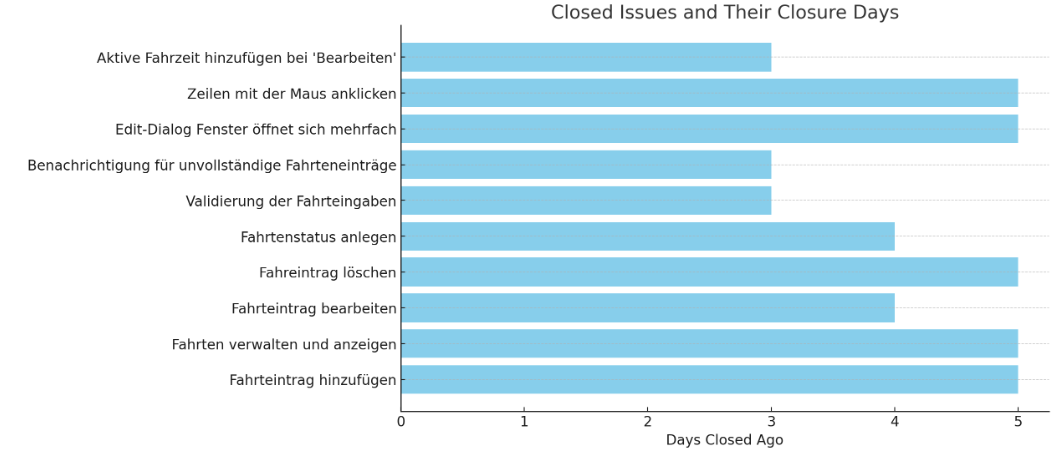 Closed Issues and Their Closure Days
Aktive Fahrzeit hinzufügen bei 'Bearbeiten'
Zeilen mit der Maus anklicken
Edit-Dialog Fenster öffnet sich mehrfach
Benachrichtigung für unvollständige Fahrteneinträge
Validierung der Fahrteingaben
Fahrtenstatus anlegen
Fahreintrag löschen
Fahrteintrag bearbeiten
Fahrten verwalten und anzeigen
Fahrteintrag hinzufügen
0 1 2 3 4 5
Days Closed Ago